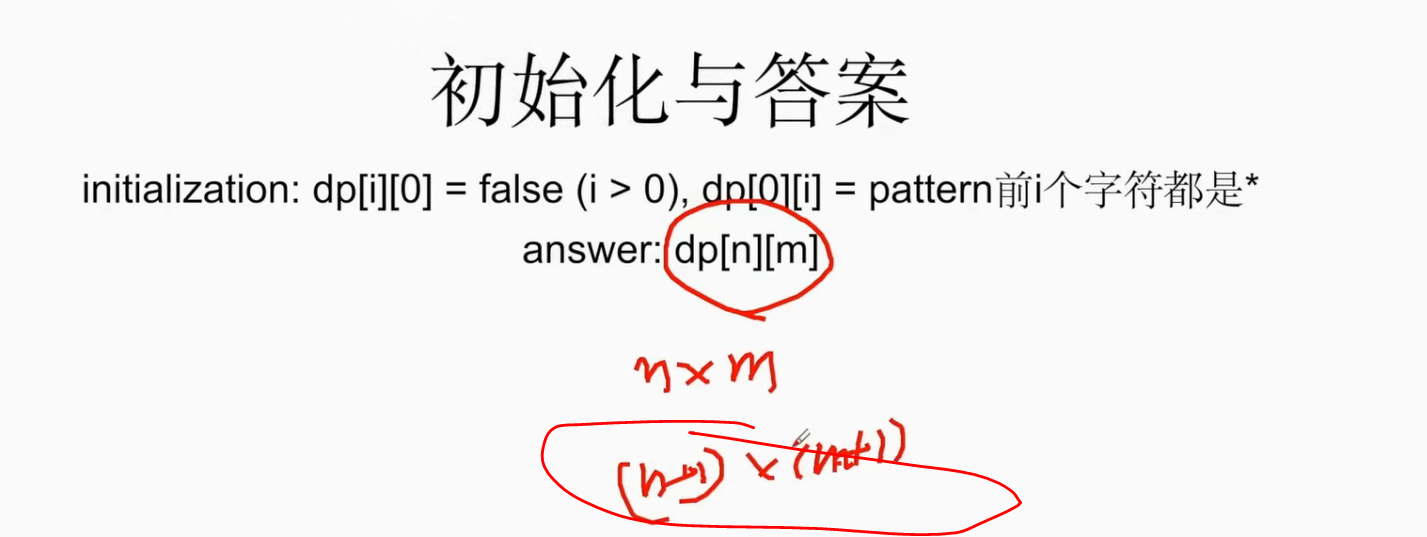 初始化与答案
initialization: dp[i][0] = false (i > 0), dp[0][i] = pattern前i个字符都是*
answer: dp[n][m]
n×m
(n+1)×(m+1)